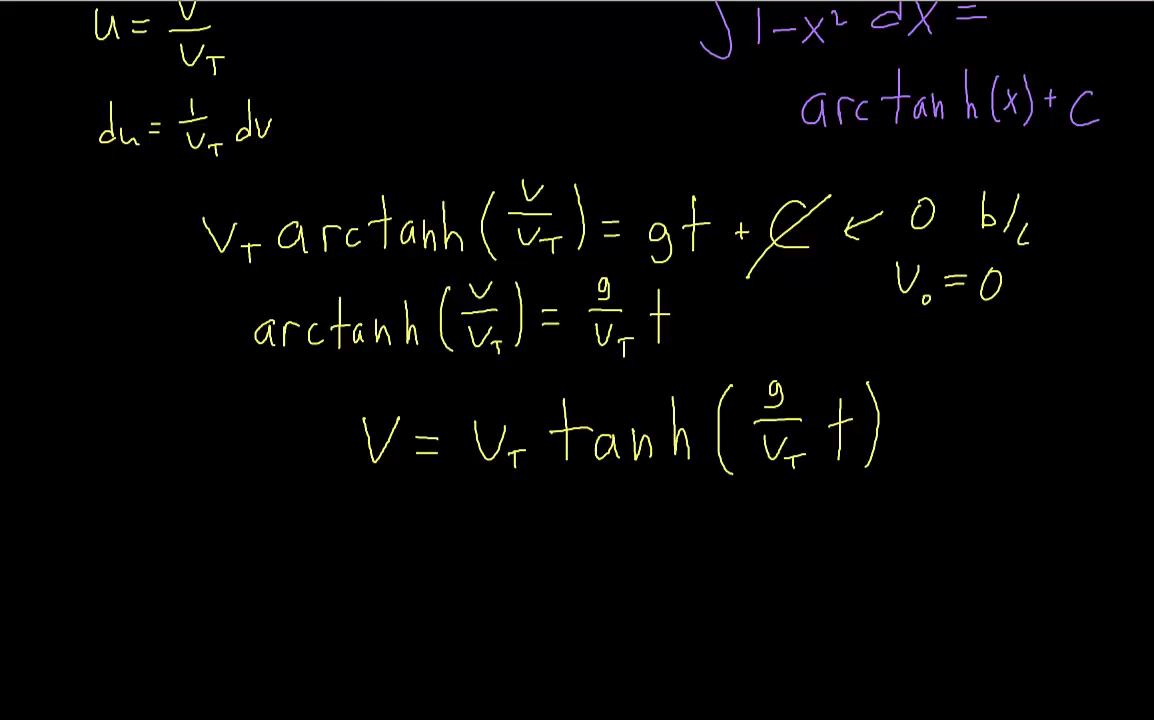 u = v/v_T
∫ 1-x² dx =
arctanh(x) + C
du = 1/v_T dv
v_T arctanh(v/v_T) = gt + C ← 0 b/c
v₀ = 0
arctanh(v/v_T) = g/v_T t
v = v_T tanh(g/v_T t)